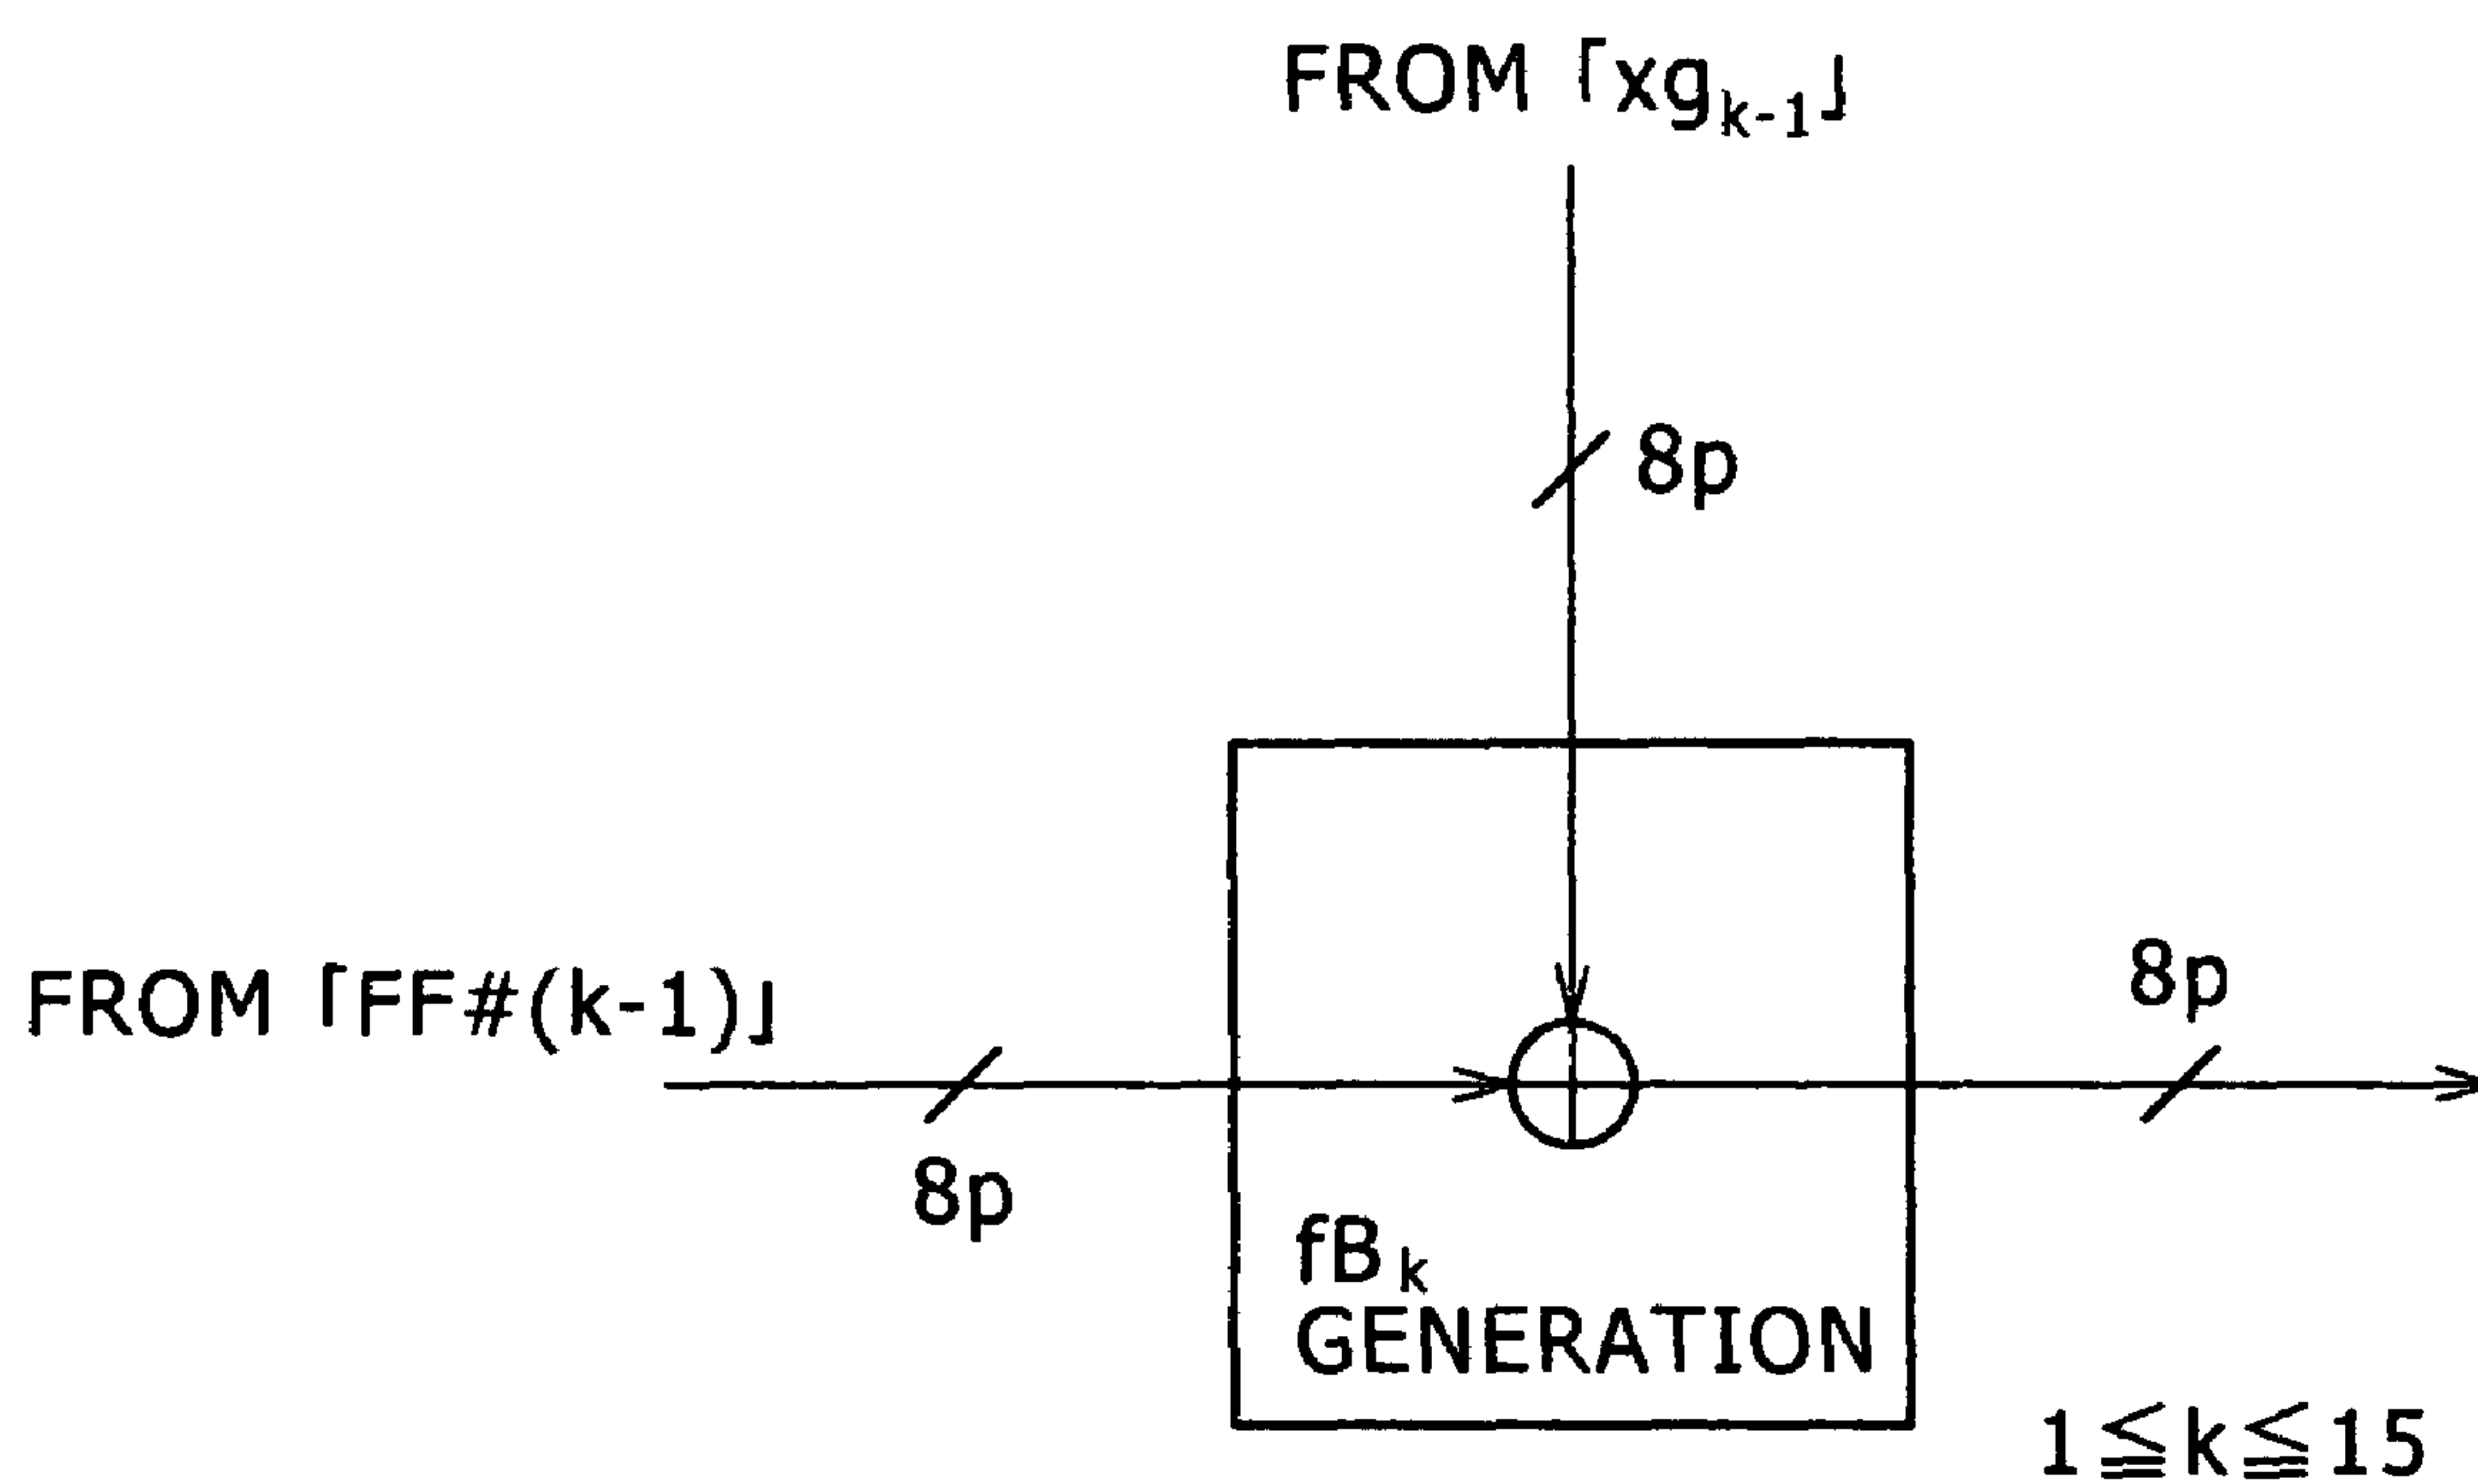 FROM「xgk-1」
8p
FROM「FF#(k-1)」
8p
8p
fBk
GENERATION
1≦k≦15